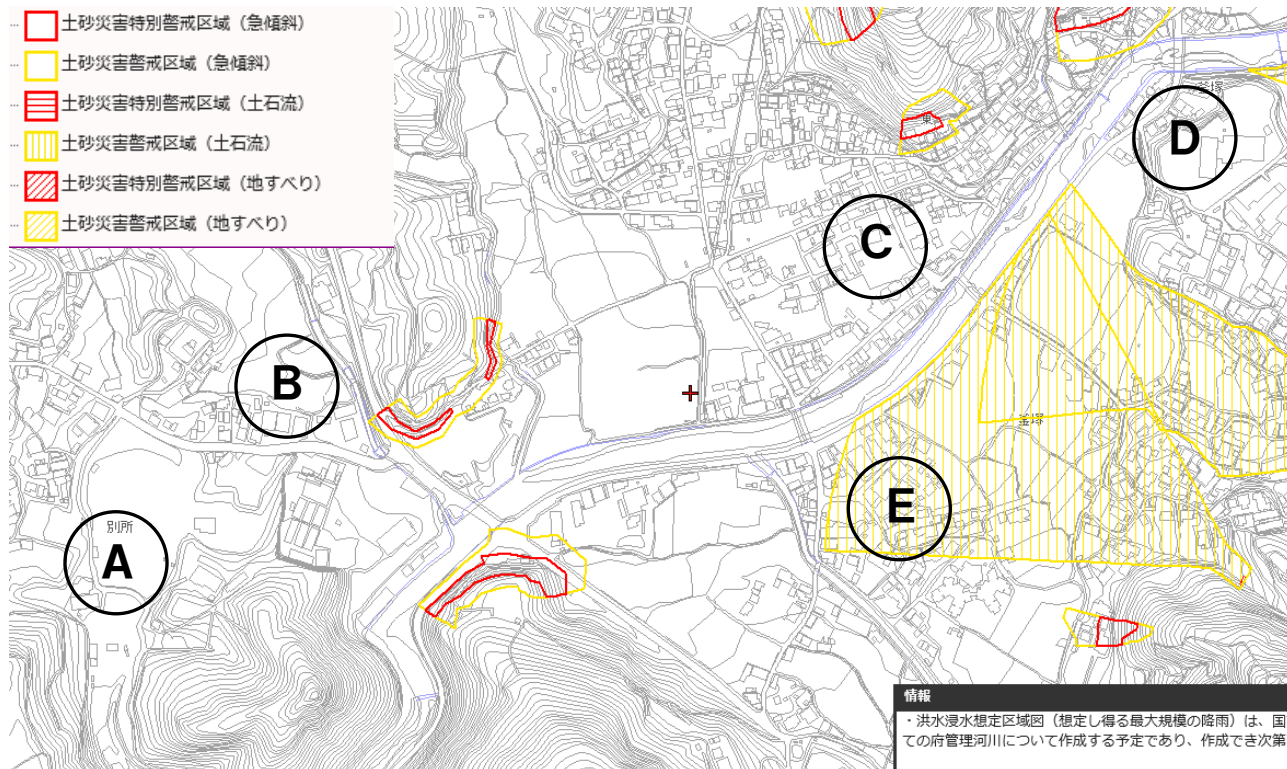 土砂災害特別警戒区域（急傾斜）
土砂災害警戒区域（急傾斜）
土砂災害特別警戒区域（土石流）
土砂災害警戒区域（土石流）
土砂災害特別警戒区域（地すべり）
土砂災害警戒区域（地すべり）
東
釜塚
D
C
B
釜塚
E
別所
A
情報
・洪水浸水想定区域図（想定し得る最大規模の降雨）は、国
ての府管理河川について作成する予定であり、作成でき次第